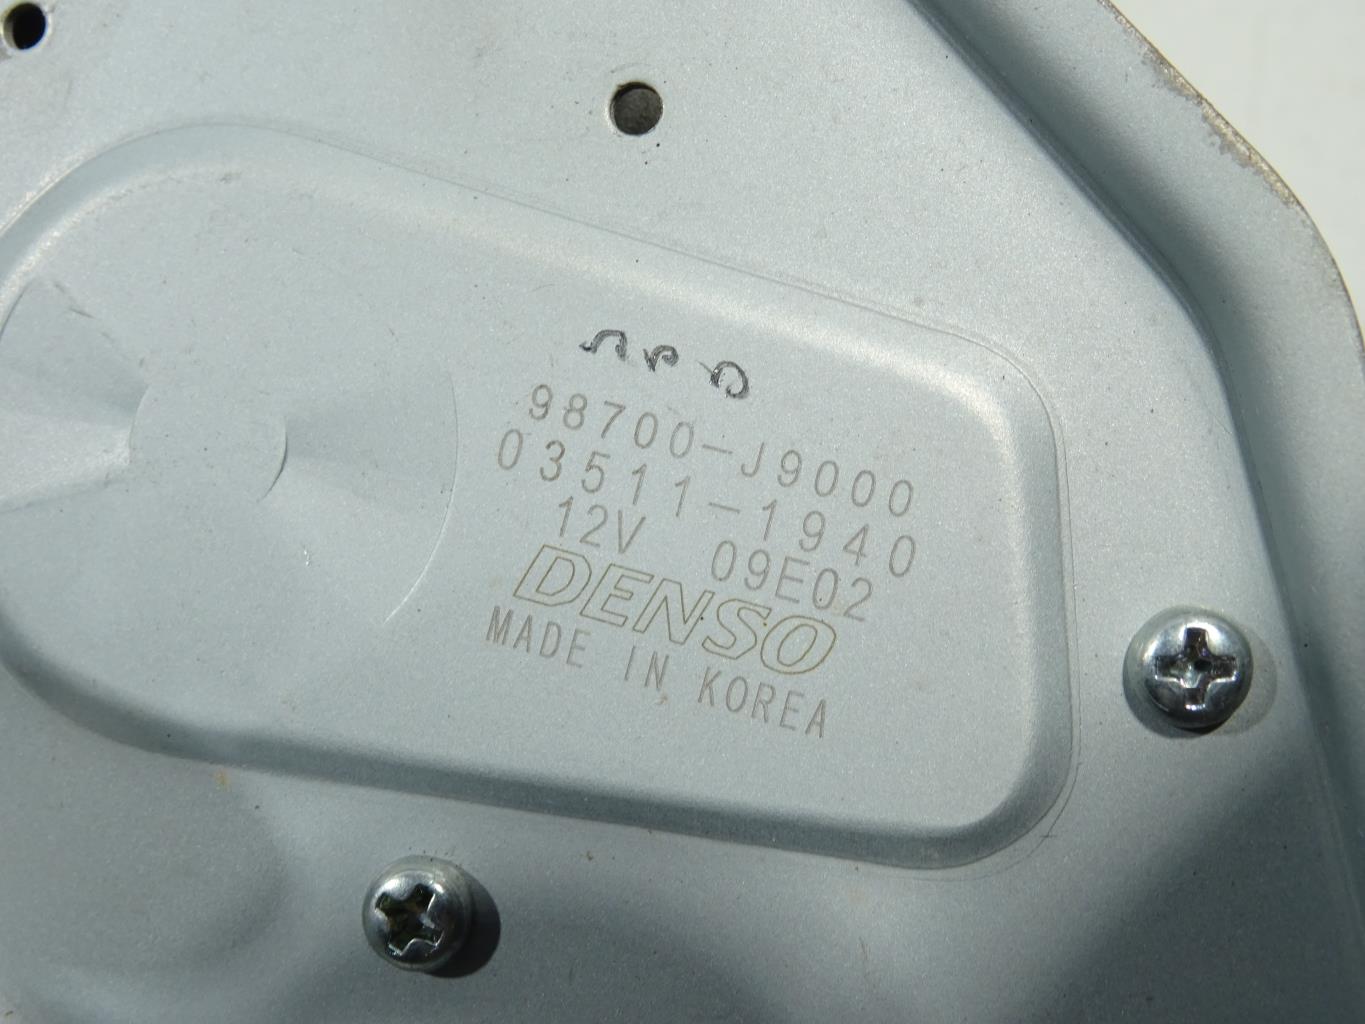 98700-J9000
03511-1940
12V 09E02
DENSO
MADE IN KOREA